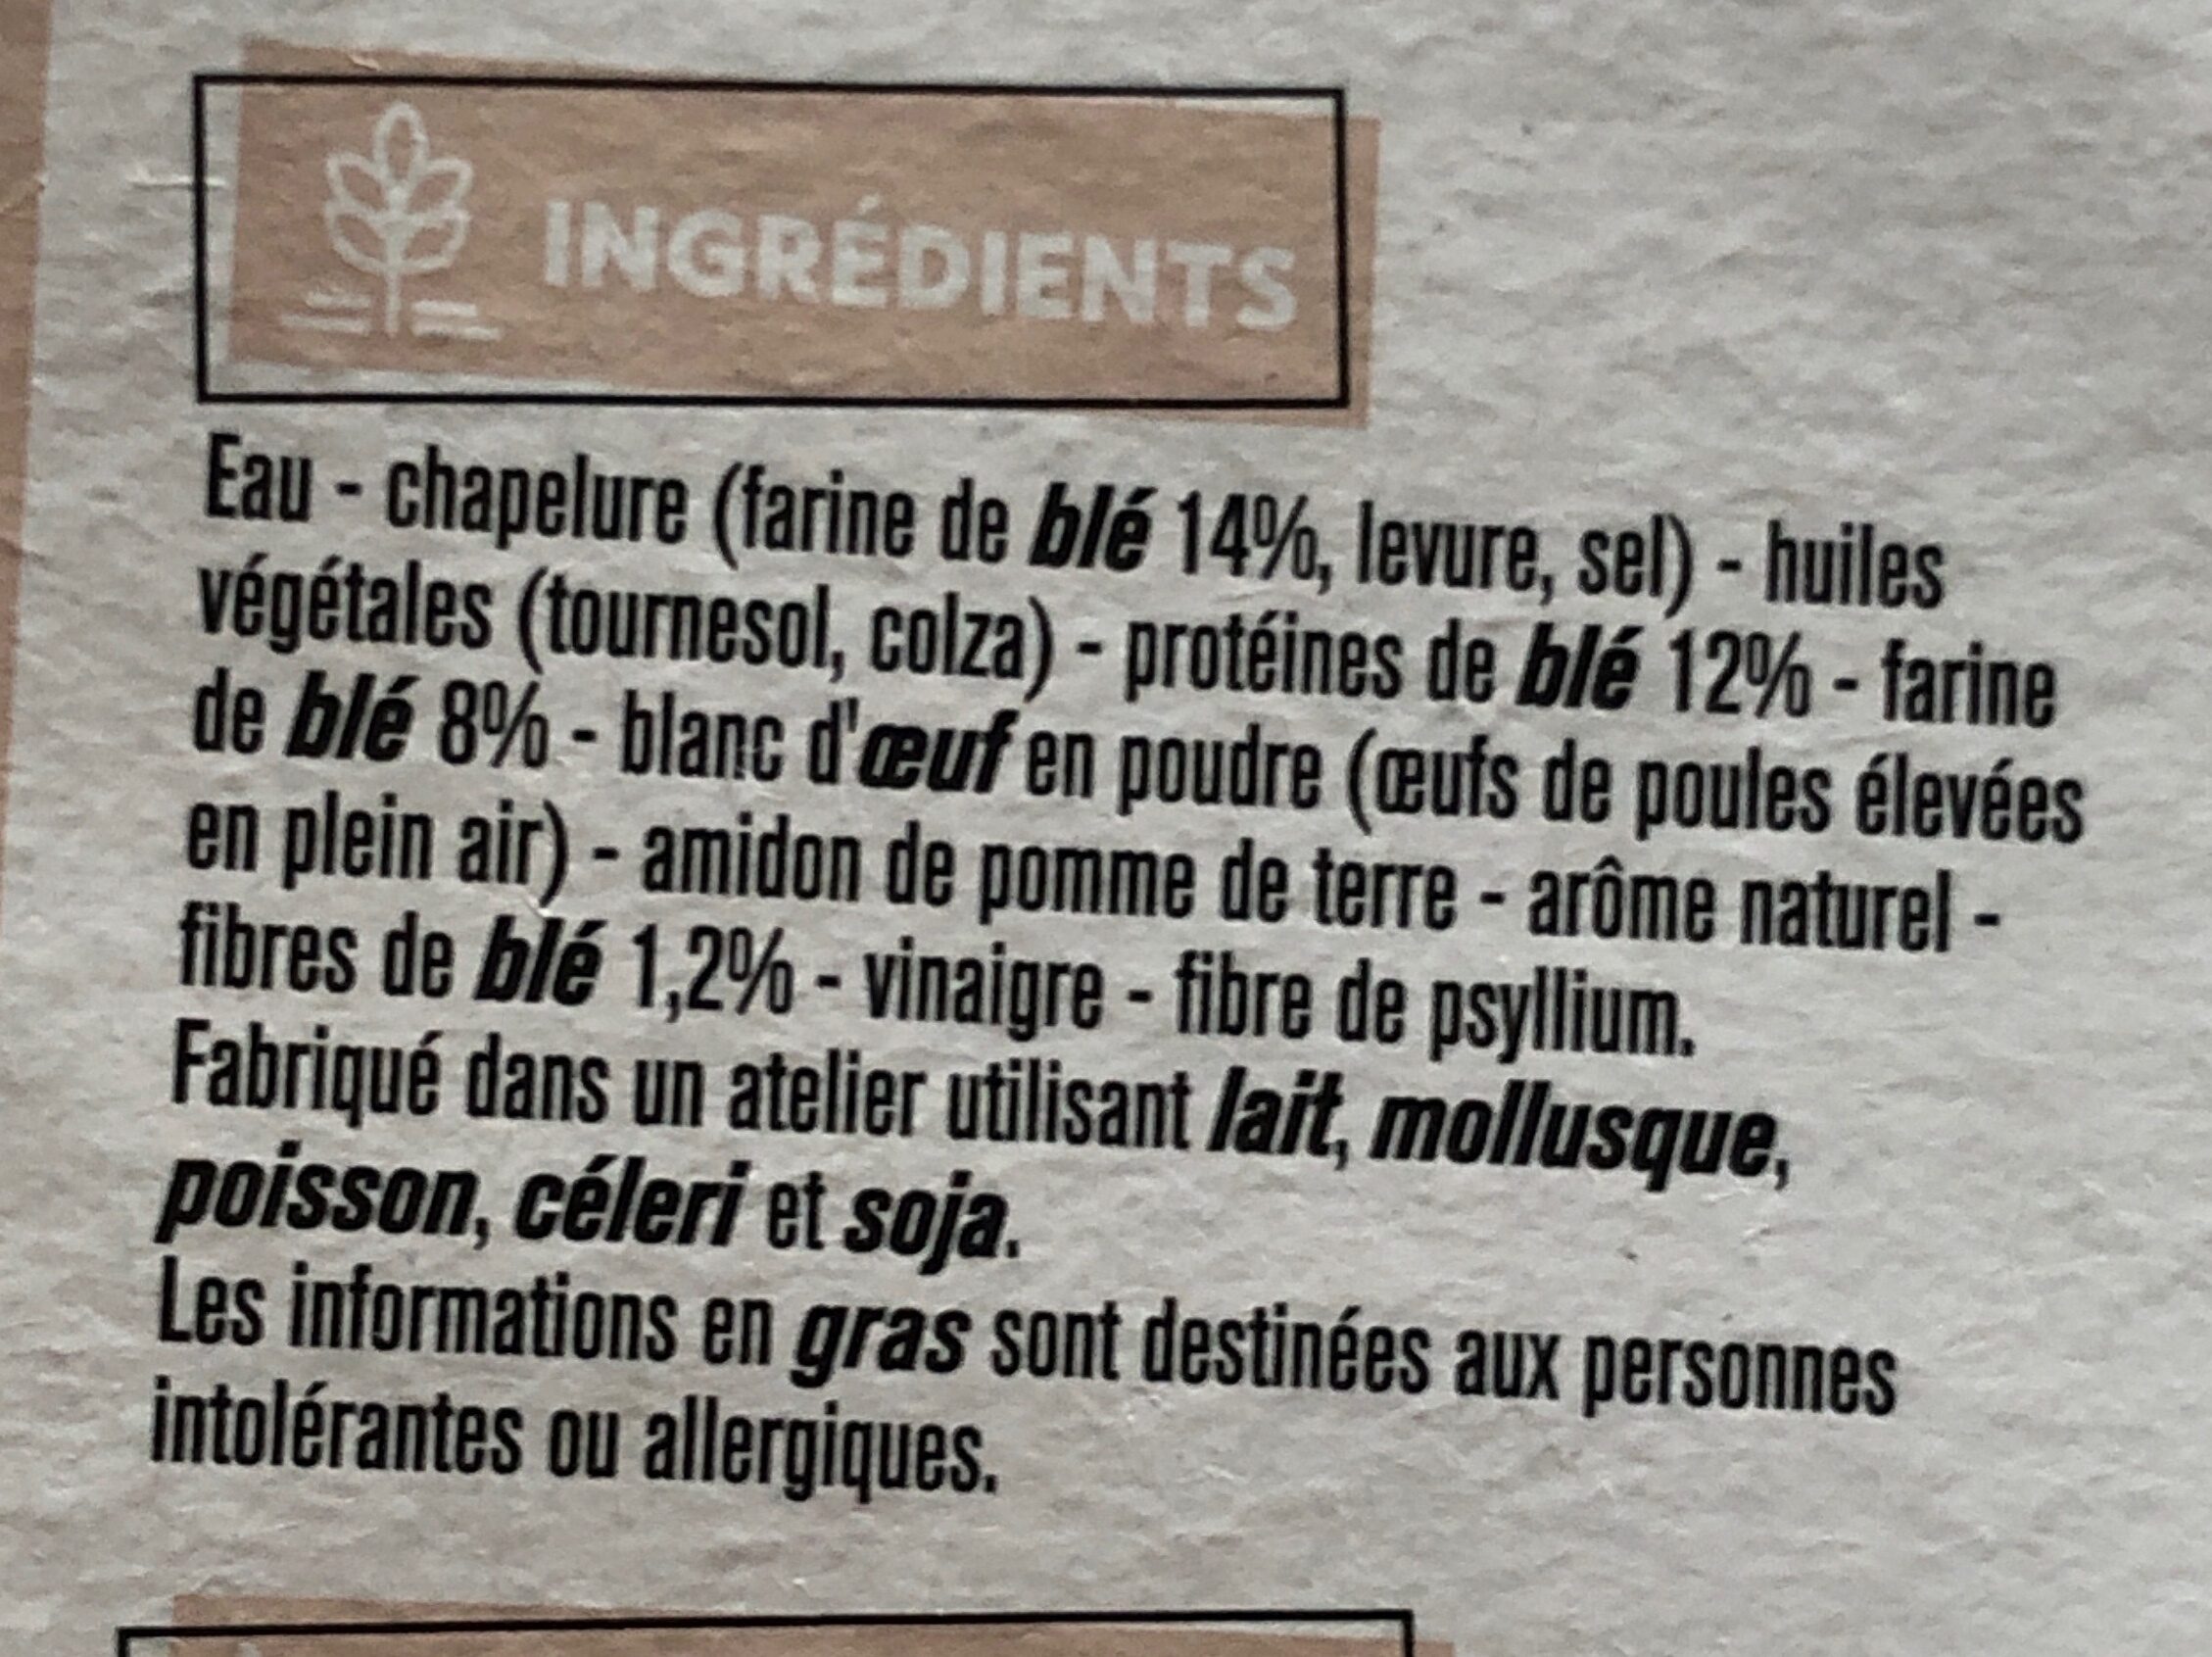 INGRÉDIENTS
Eau - chapelure (farine de blé 14%, levure, sel) - huiles
végétales (tournesol, colza) - protéines de blé 12% - farine
de blé 8% - blanc d'œuf en poudre (œufs de poules élevées
en plein air) - amidon de pomme de terre - arôme naturel -
fibres de blé 1,2% - vinaigre - fibre de psyllium.
Fabriqué dans un atelier utilisant lait, mollusque,
poisson, céleri et soja.
Les informations en gras sont destinées aux personnes
intolérantes ou allergiques.